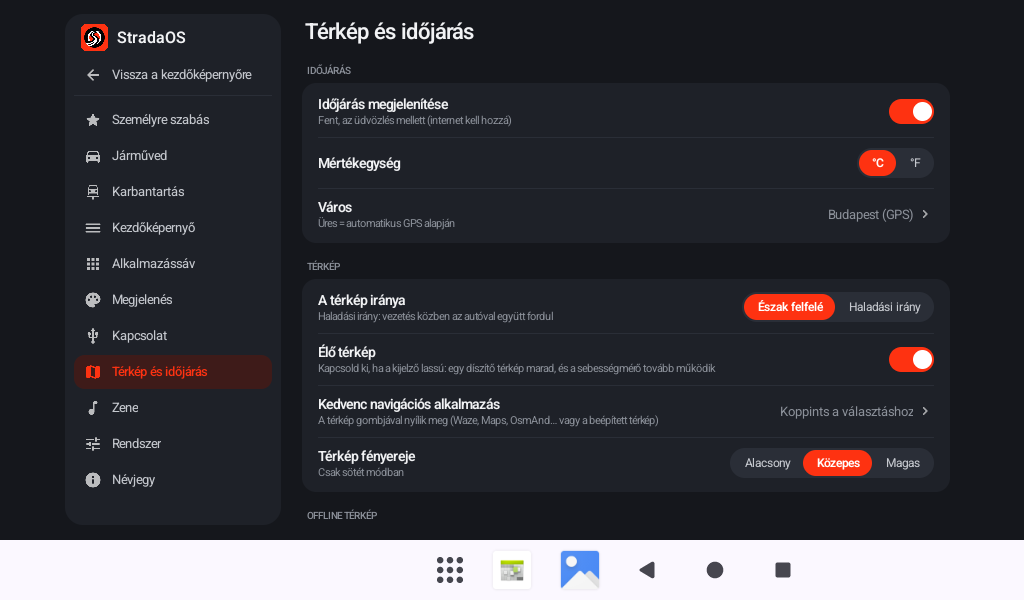 StradaOS
Vissza a kezdőképernyőre
Személyre szabás
Járműved
Karbantartás
Kezdőképernyő
Alkalmazássáv
Megjelenés
Kapcsolat
Térkép és időjárás
Zene
Rendszer
Névjegy
Térkép és időjárás
IDŐJÁRÁS
Időjárás megjelenítése
Fent, az üdvözlés mellett (internet kell hozzá)
Mértékegység
°C °F
Város
Üres = automatikus GPS alapján
Budapest (GPS)
TÉRKÉP
A térkép iránya
Haladási irány: vezetés közben az autóval együtt fordul
Észak felfelé Haladási irány
Élő térkép
Kapcsold ki, ha a kijelző lassú: egy díszítő térkép marad, és a sebességmérő tovább működik
Kedvenc navigációs alkalmazás
A térkép gombjával nyílik meg (Waze, Maps, OsmAnd... vagy a beépített térkép)
Koppints a választáshoz
Térkép fényereje
Csak sötét módban
Alacsony Közepes Magas
OFFLINE TÉRKÉP